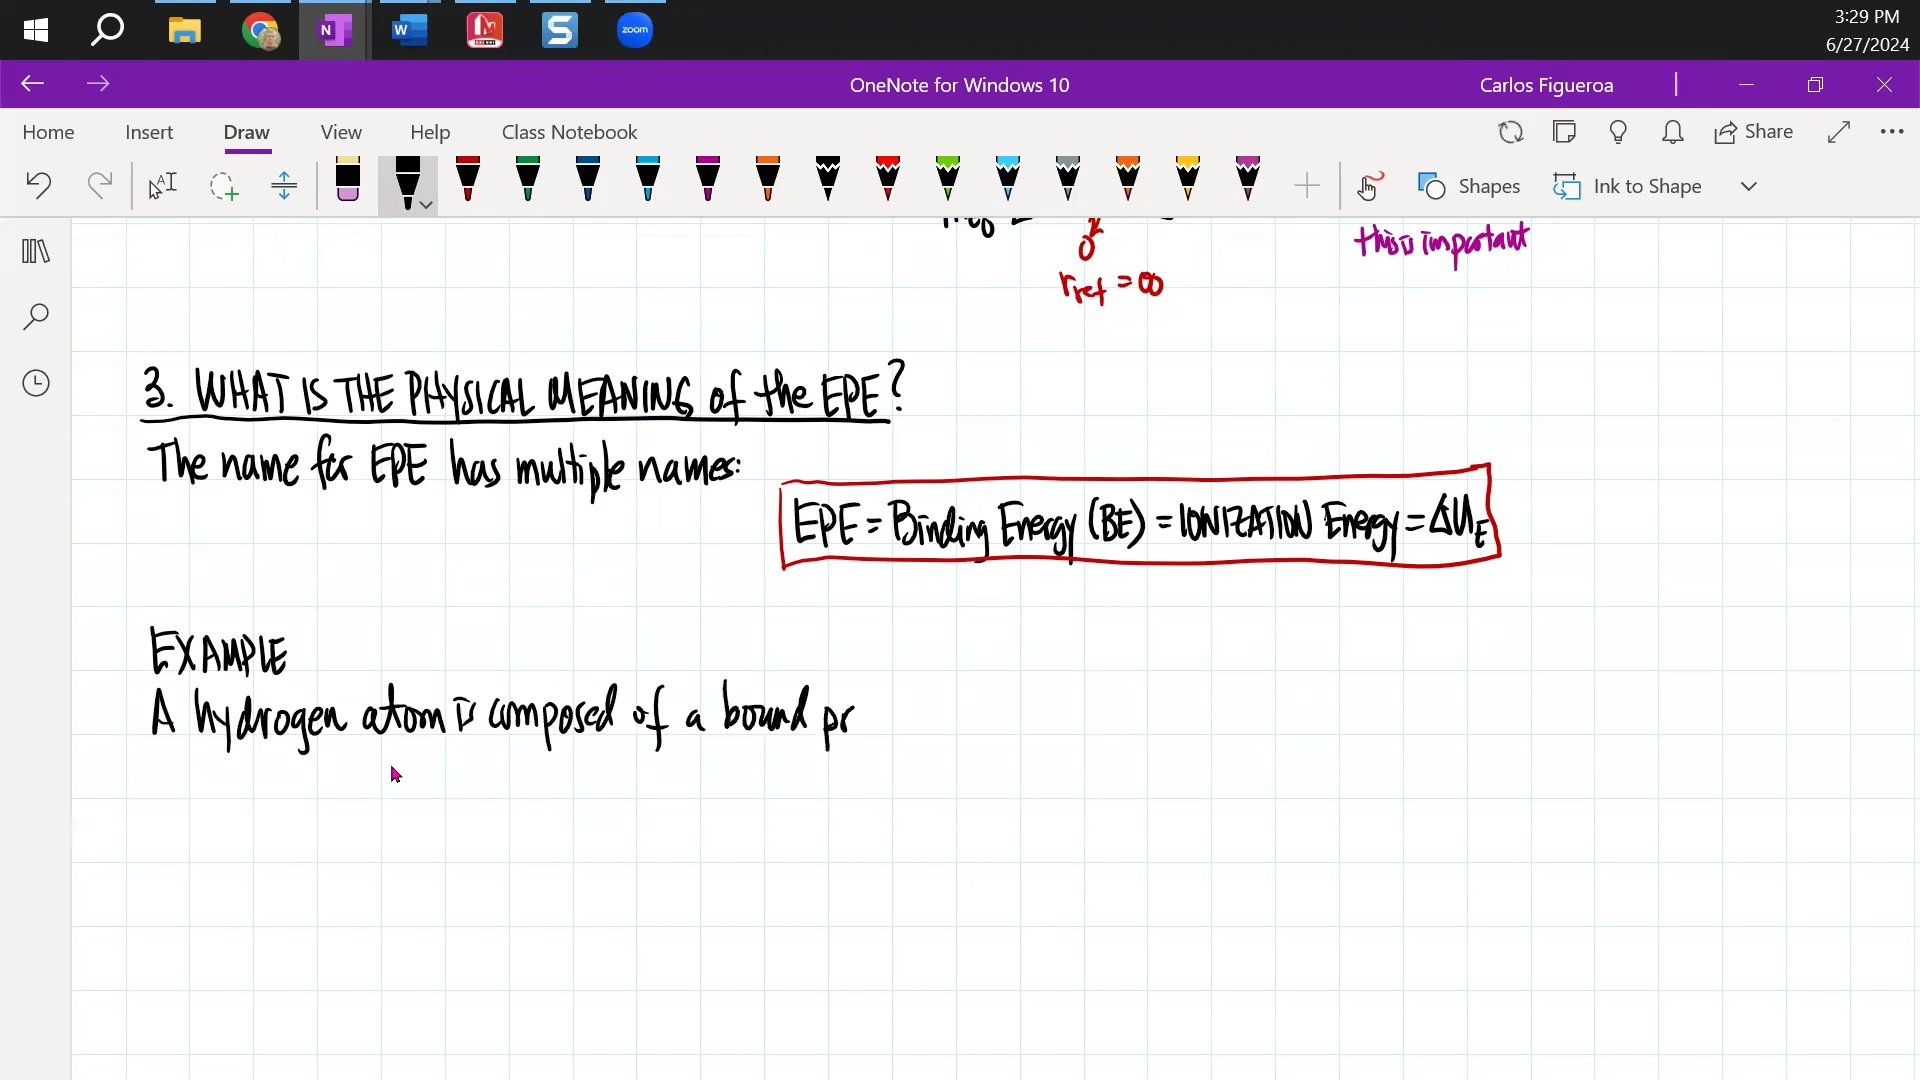 3:29 PM
6/27/2024
N
W
S
zoom
OneNote for Windows 10
Carlos Figueroa
Home Insert Draw View Help Class Notebook
Share
Shapes
Ink to Shape
this is important
r ref = ∞
3. WHAT IS THE PHYSICAL MEANING of the EPE?
The name for EPE has multiple names:
EPE = Binding Energy (BE) = IONIZATION Energy = ΔU_E
EXAMPLE
A hydrogen atom is composed of a bound pr